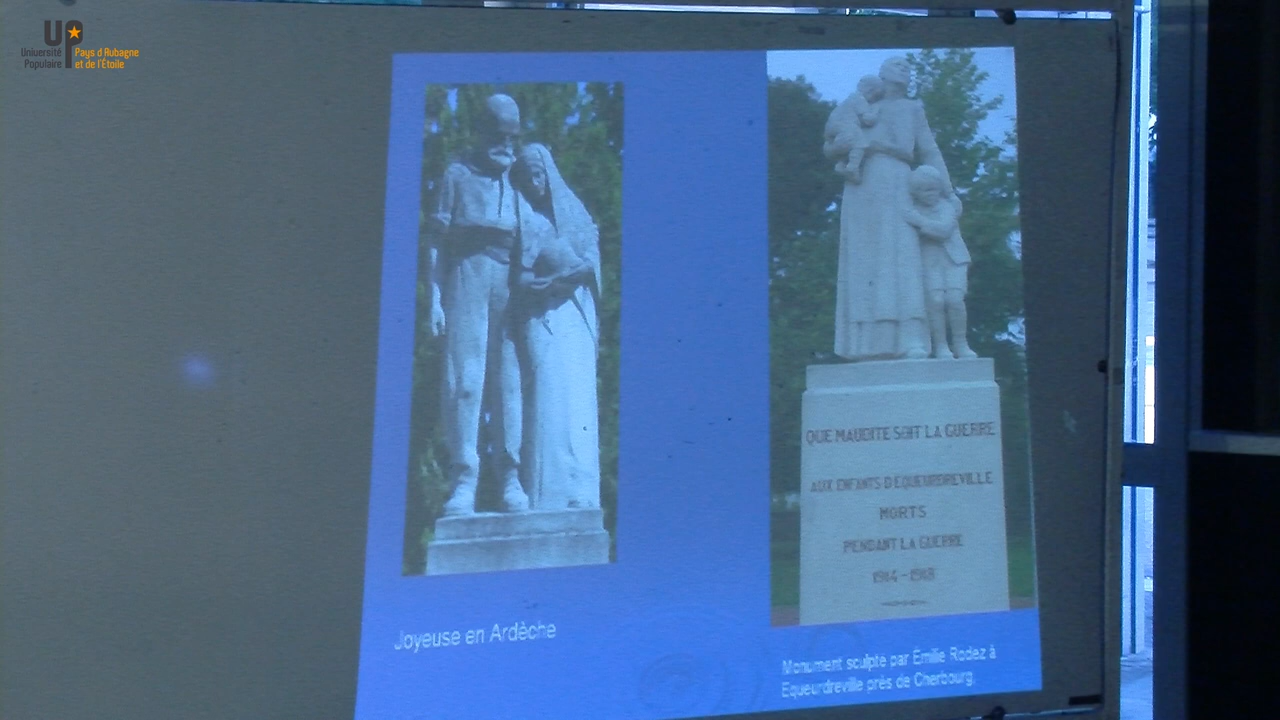 UP
Université
Populaire
Pays d'Aubagne
et de l'Étoile
QUE MAUDITE SOIT LA GUERRE
AUX ENFANTS D'EQUEURDREVILLE
MORTS
PENDANT LA GUERRE
1914-1918
Joyeuse en Ardèche
Monument sculpté par Émilie Rodez à
Equeurdreville près de Cherbourg.